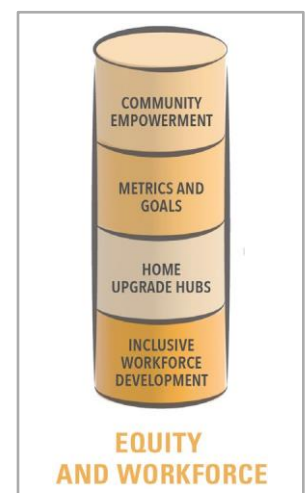 COMMUNITY
EMPOWERMENT
METRICS AND
GOALS
HOME
UPGRADE HUBS
INCLUSIVE
WORKFORCE
DEVELOPMENT
EQUITY
AND WORKFORCE